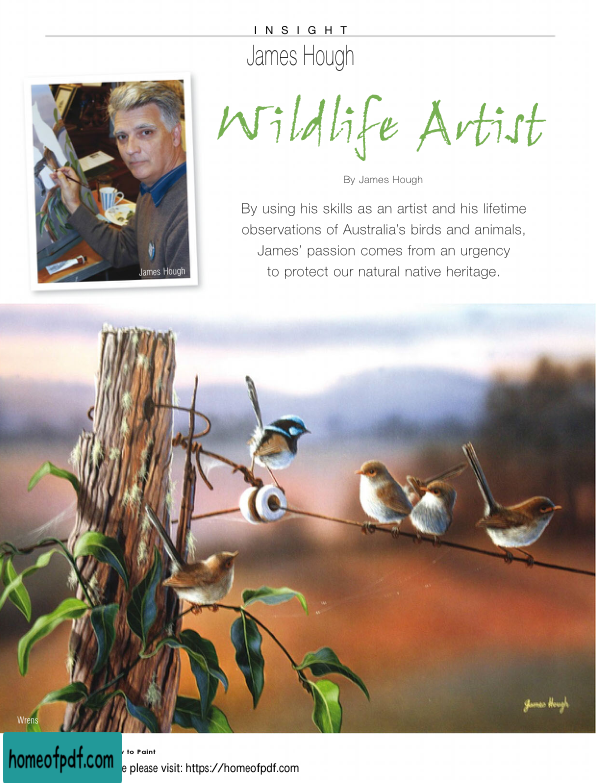 INSIGHT
James Hough
Wildlife Artist
By James Hough
James Hough
By using his skills as an artist and his lifetime
observations of Australia's birds and animals,
James' passion comes from an urgency
to protect our natural native heritage.
James Hough
Wrens
to Paint
please visit: https://homeofpdf.com
homeofpdf.com